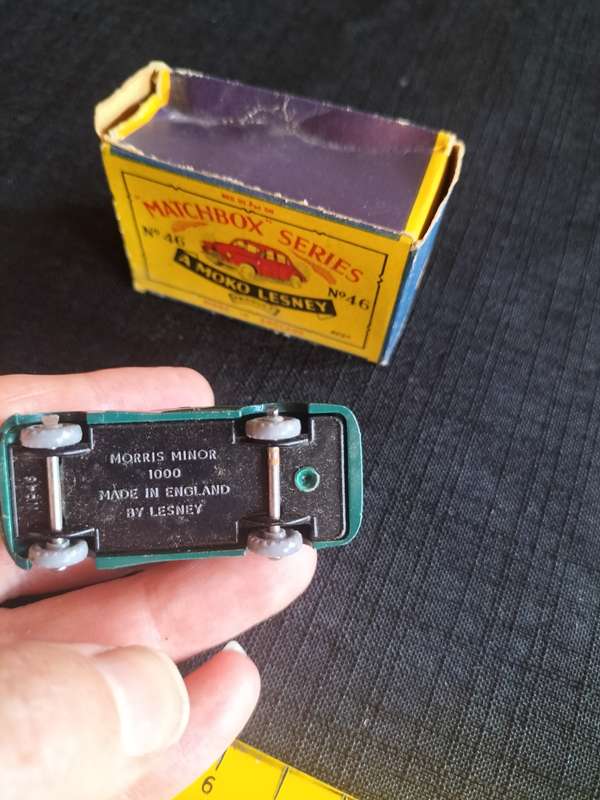 "MATCHBOX" SERIES
Nº 46
A MOKO LESNEY
Nº 46
MORRIS MINOR
1000
MADE IN ENGLAND
BY LESNEY
6